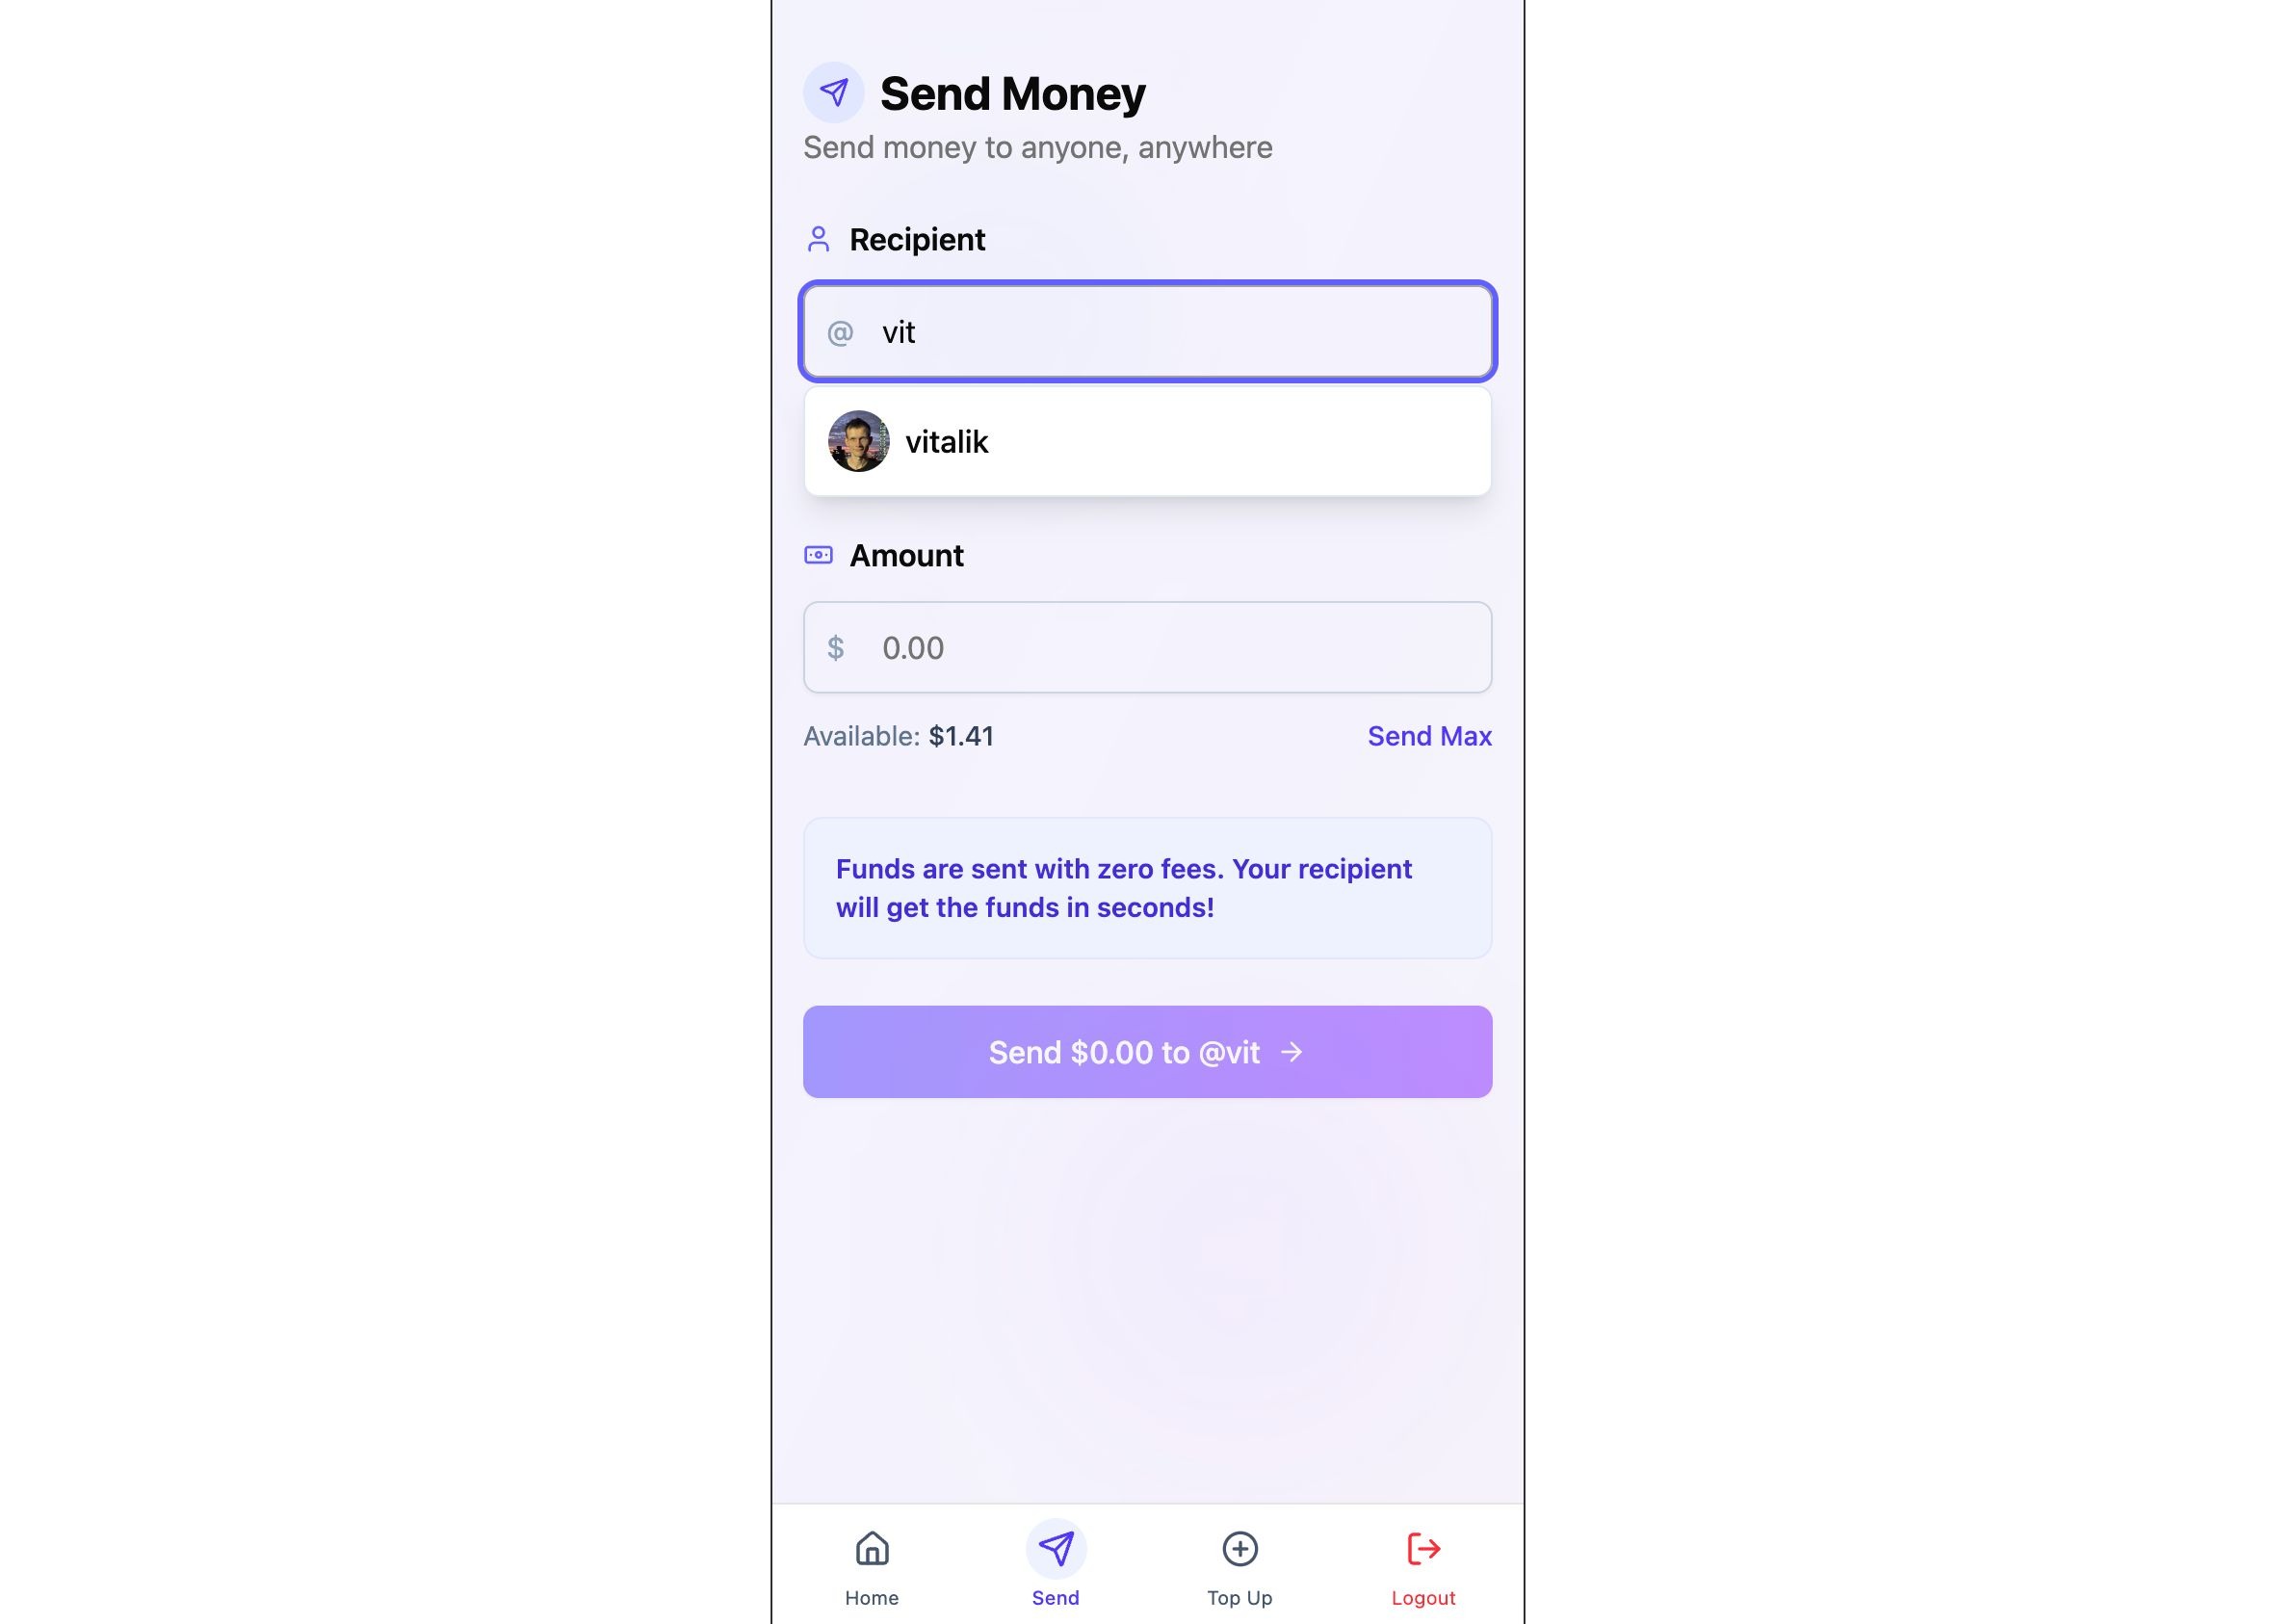 Send Money
Send money to anyone, anywhere
Recipient
@ vit
vitalik
Amount
$ 0.00
Available: $1.41
Send Max
Funds are sent with zero fees. Your recipient
will get the funds in seconds!
Send $0.00 to @vit →
Home
Send
Top Up
Logout